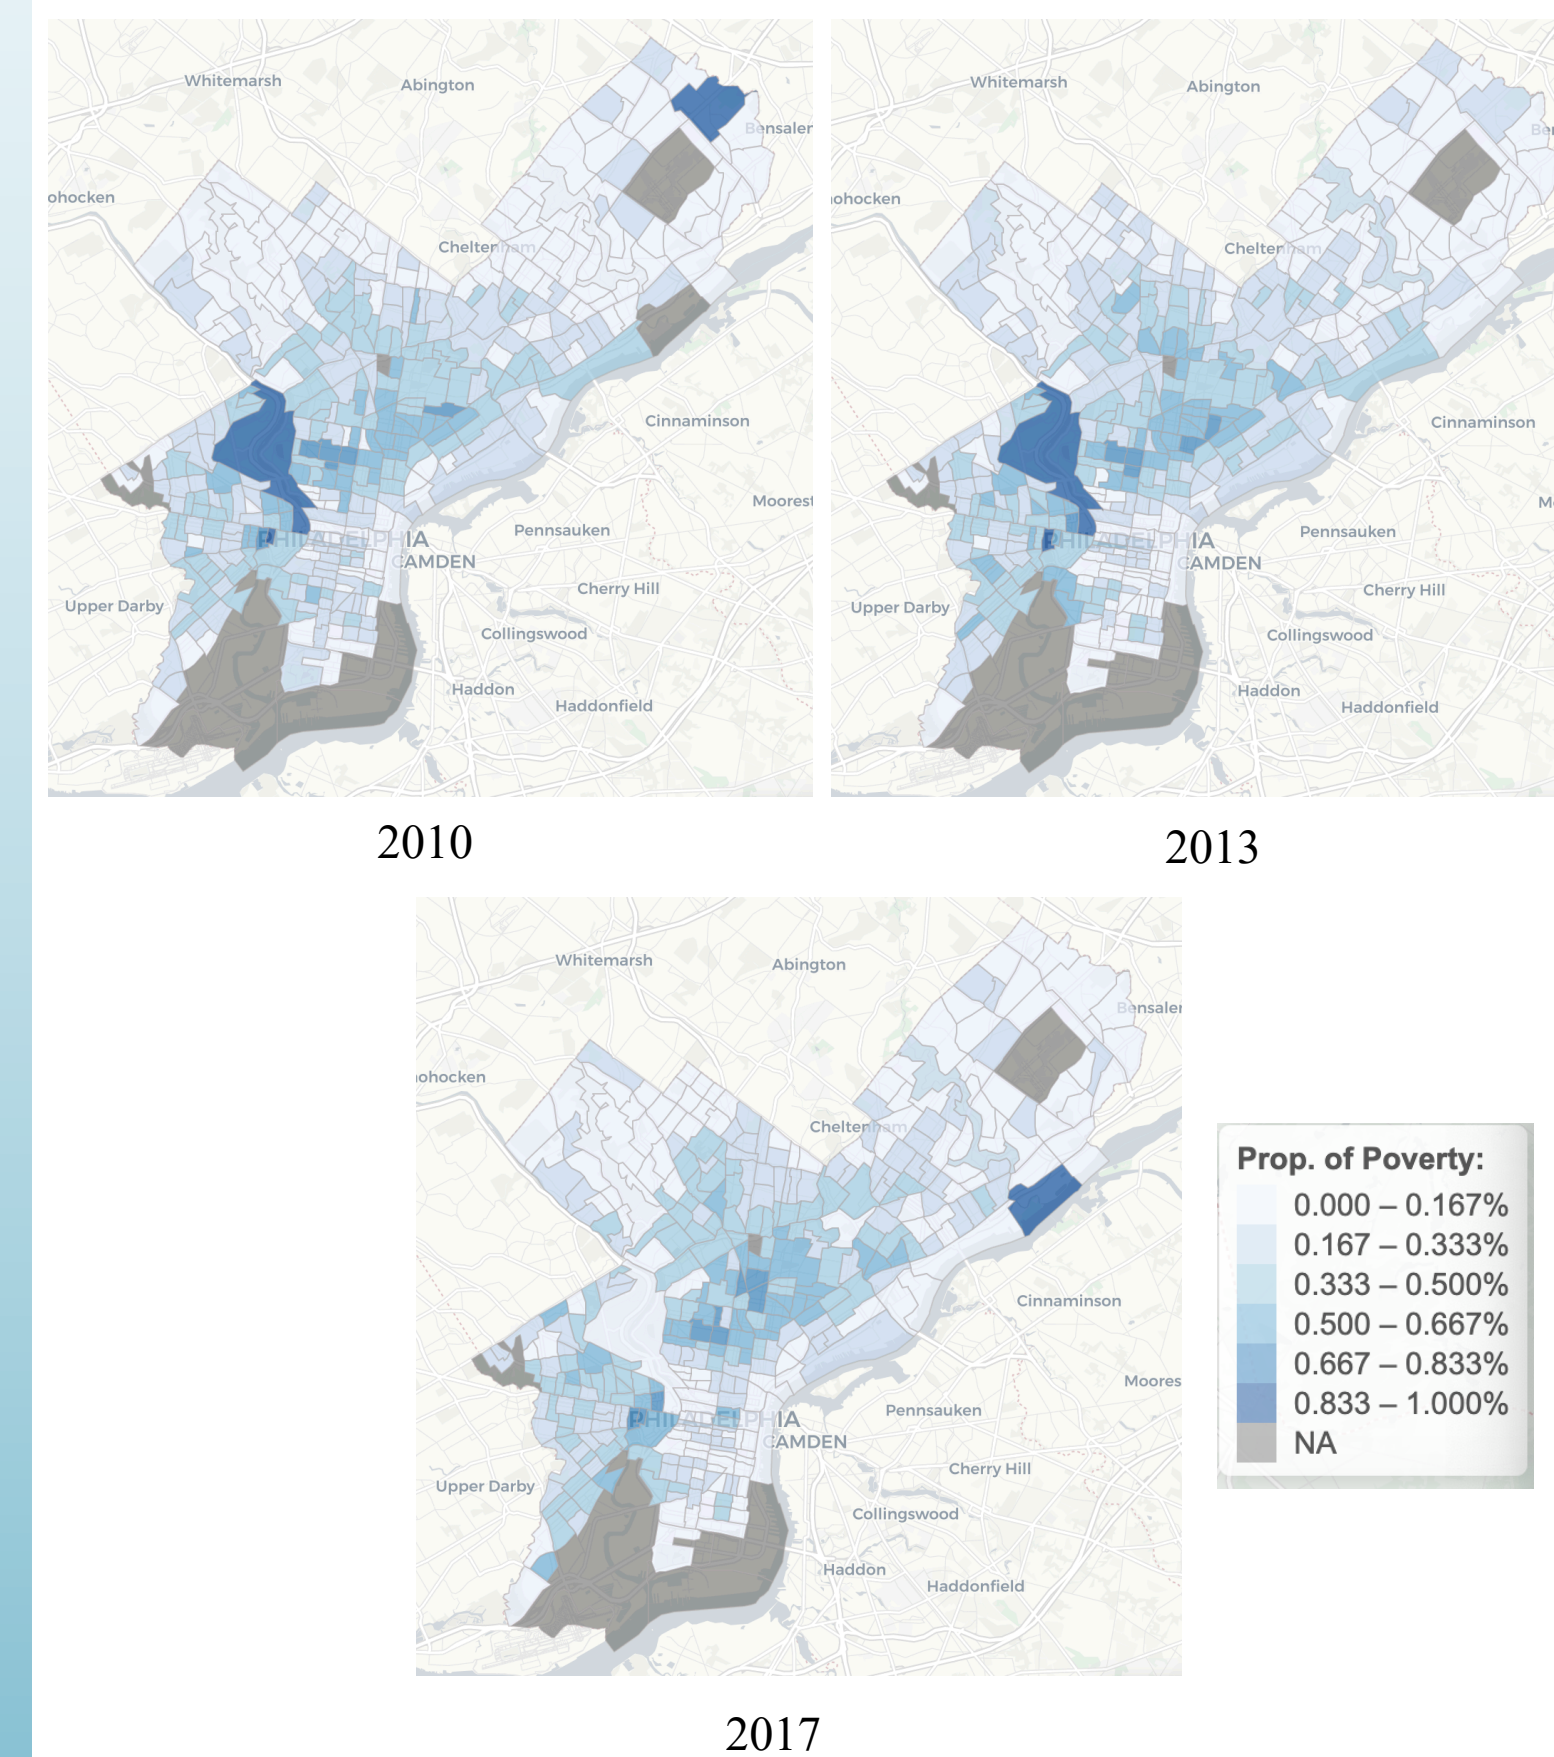 Whitemarsh
Abington
Bensaler
ohocken
Cheltenham
Cinnaminson
Moorest
Pennsauken
PHILADELPHIA
CAMDEN
Cherry Hill
Upper Darby
Collingswood
Haddon
Haddonfield
2010
Whitemarsh
Abington
Be
ohocken
Cheltenham
Cinnaminson
M
Pennsauken
PHILADELPHIA
CAMDEN
Cherry Hill
Upper Darby
Collingswood
Haddon
Haddonfield
2013
Whitemarsh
Abington
Bensaler
ohocken
Cheltenham
Cinnaminson
Moores
Pennsauken
PHILADELPHIA
CAMDEN
Cherry Hill
Upper Darby
Collingswood
Haddon
Haddonfield
2017
Prop. of Poverty:
0.000 – 0.167%
0.167 – 0.333%
0.333 – 0.500%
0.500 – 0.667%
0.667 – 0.833%
0.833 – 1.000%
NA